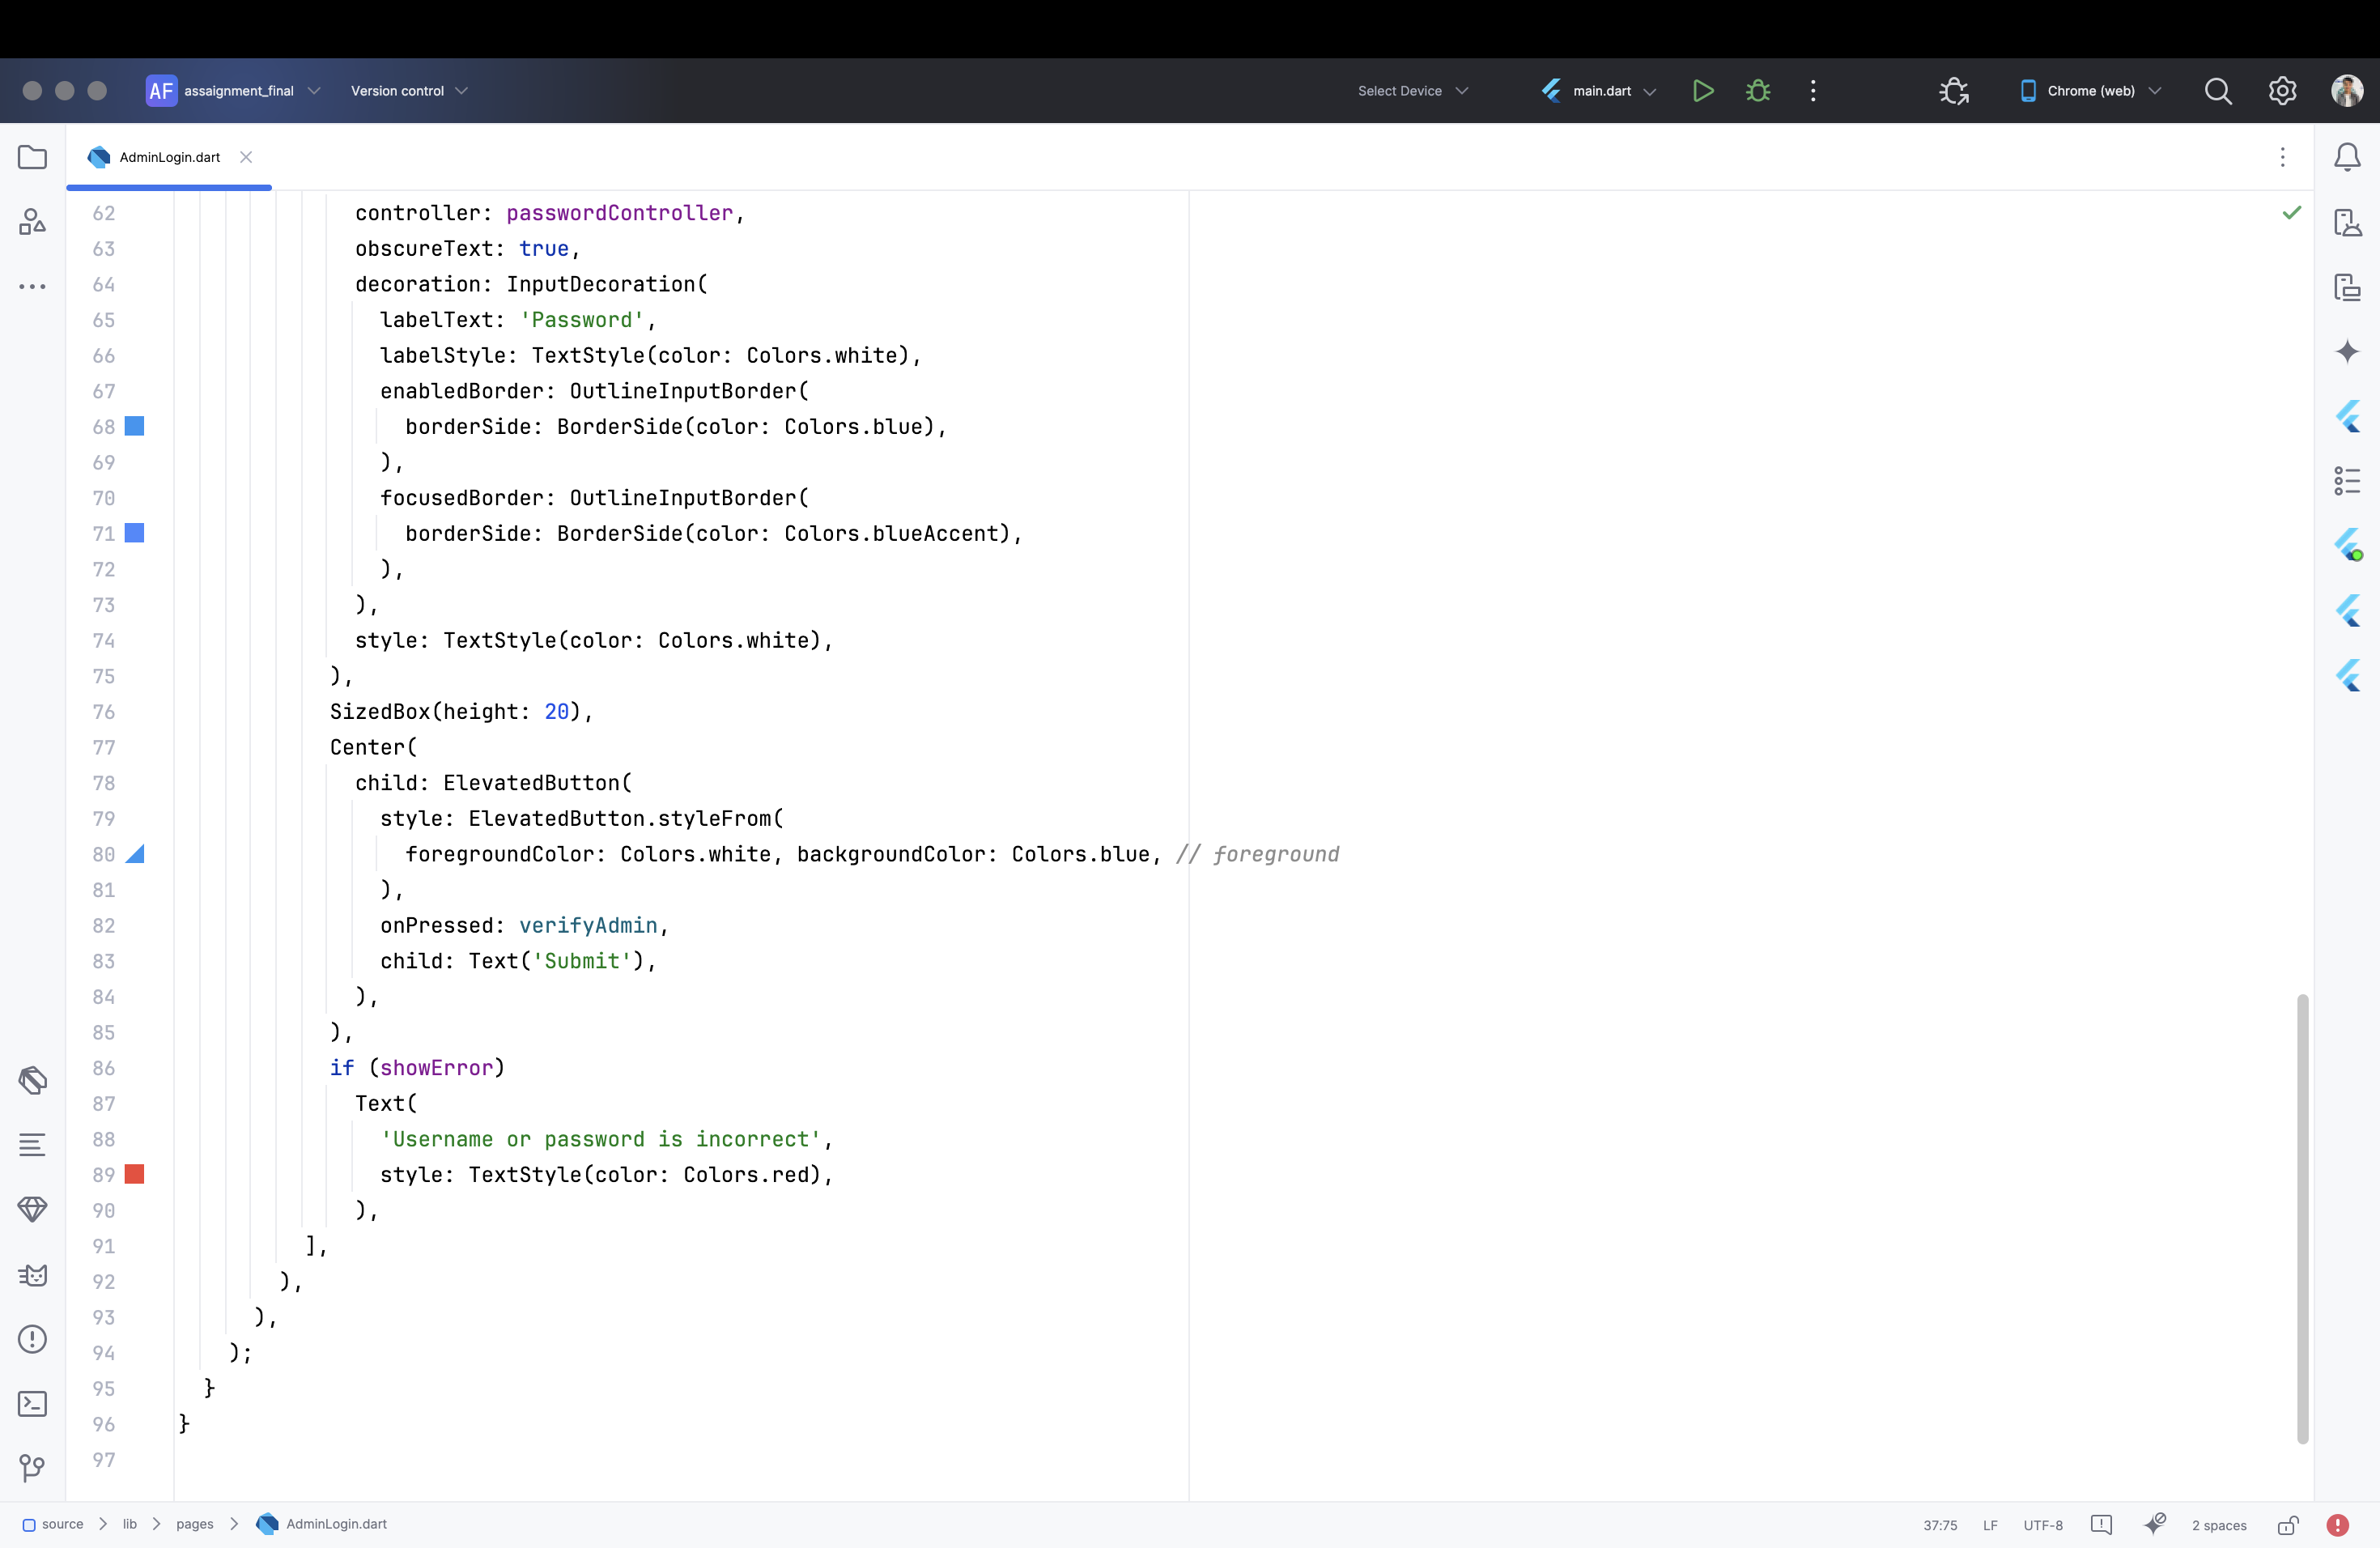 AF assaignment_final Version control Select Device main.dart Chrome (web)
AdminLogin.dart
62 controller: passwordController,
63 obscureText: true,
64 decoration: InputDecoration(
65 labelText: 'Password',
66 labelStyle: TextStyle(color: Colors.white),
67 enabledBorder: OutlineInputBorder(
68 borderSide: BorderSide(color: Colors.blue),
69 ),
70 focusedBorder: OutlineInputBorder(
71 borderSide: BorderSide(color: Colors.blueAccent),
72 ),
73 ),
74 style: TextStyle(color: Colors.white),
75 ),
76 SizedBox(height: 20),
77 Center(
78 child: ElevatedButton(
79 style: ElevatedButton.styleFrom(
80 foregroundColor: Colors.white, backgroundColor: Colors.blue, // foreground
81 ),
82 onPressed: verifyAdmin,
83 child: Text('Submit'),
84 ),
85 ),
86 if (showError)
87 Text(
88 'Username or password is incorrect',
89 style: TextStyle(color: Colors.red),
90 ),
91 ],
92 ),
93 ),
94 );
95 }
96 }
97
source lib pages AdminLogin.dart 37:75 LF UTF-8 2 spaces